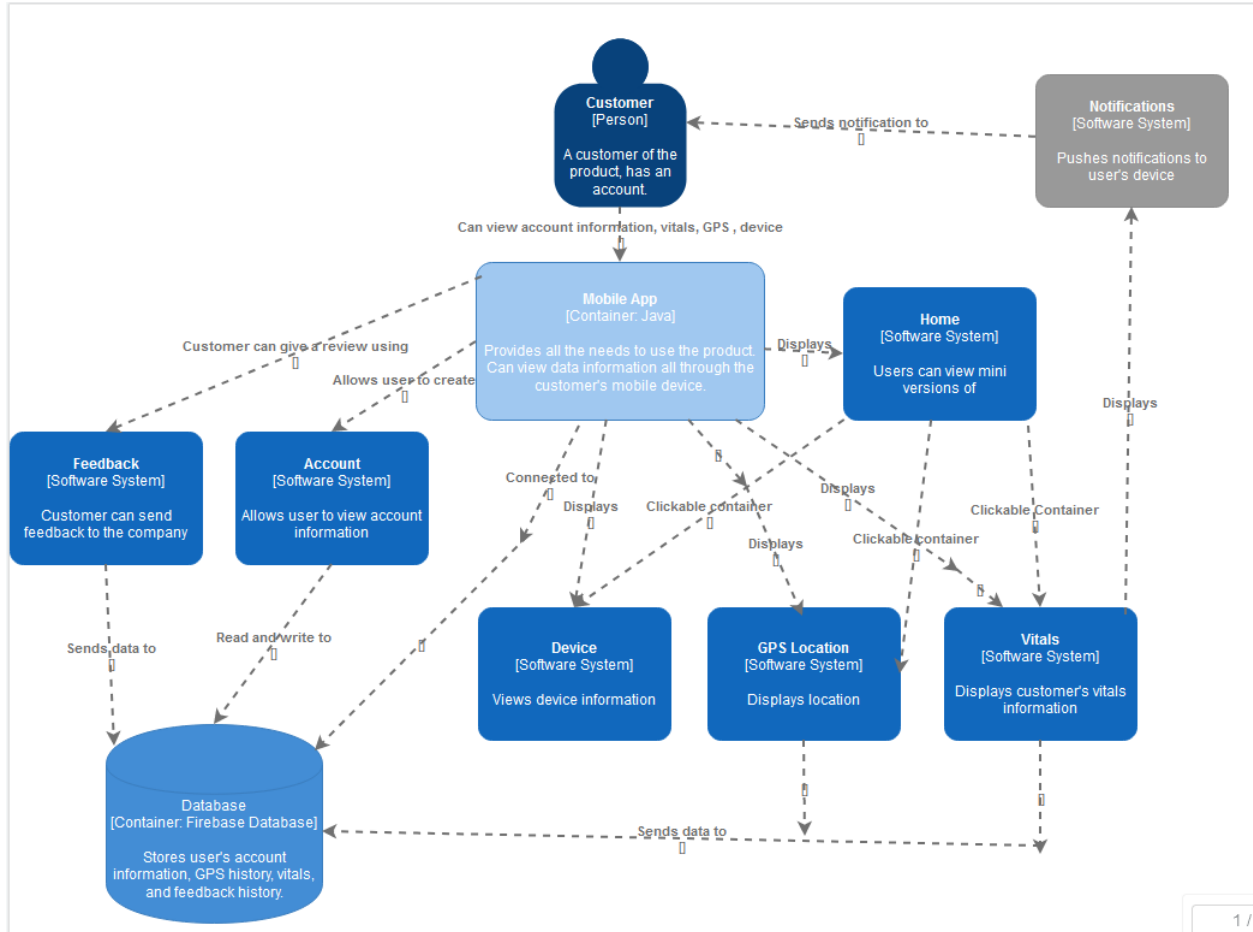 Customer
[Person]
A customer of the
product, has an
account.
Notifications
[Software System]
Pushes notifications to
user's device
Sends notification to
Can view account information, vitals, GPS , device
Mobile App
[Container: Java]
Provides all the needs to use the product.
Can view data information all through the
customer's mobile device.
Displays
Home
[Software System]
Users can view mini
versions of
Customer can give a review using
Allows user to create
Displays
Feedback
[Software System]
Customer can send
feedback to the company
Account
[Software System]
Allows user to view account
information
Connected to
Displays
Clickable container
Displays
Displays
Clickable container
Clickable Container
Device
[Software System]
Views device information
GPS Location
[Software System]
Displays location
Vitals
[Software System]
Displays customer's vitals
information
Sends data to
Read and write to
Database
[Container: Firebase Database]
Stores user's account
information, GPS history, vitals,
and feedback history.
Sends data to
1 /